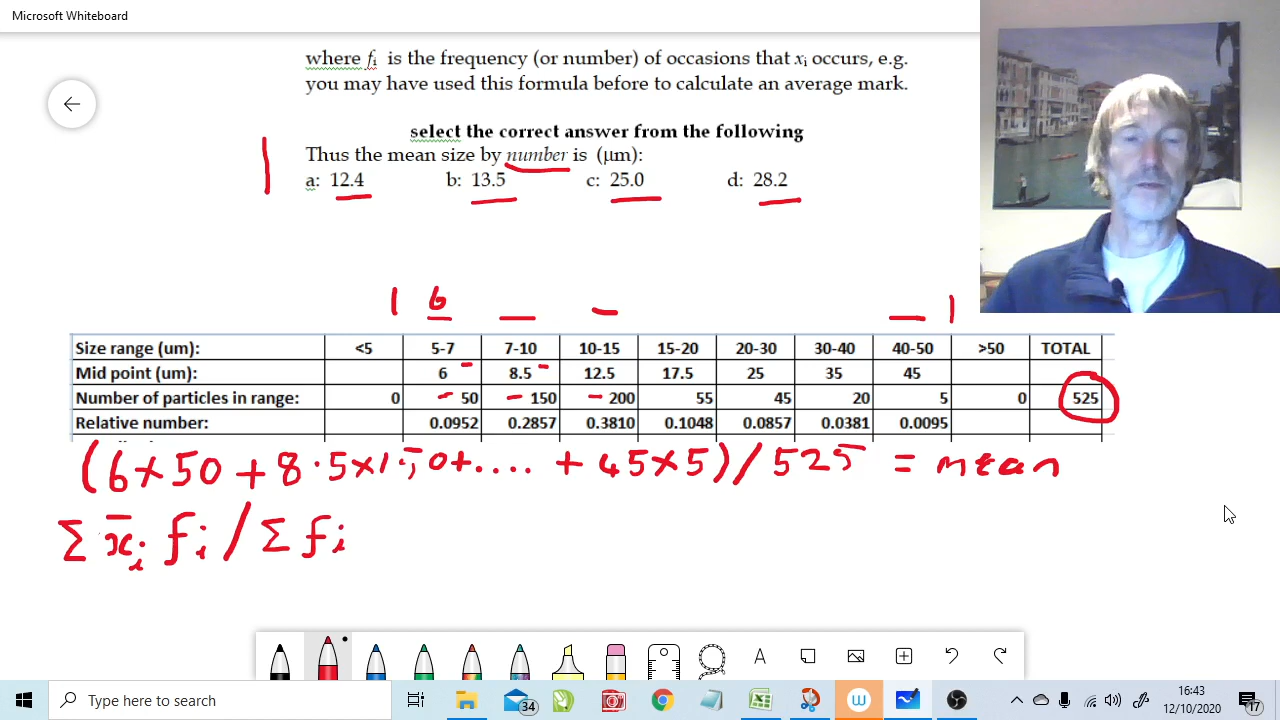 Microsoft Whiteboard
where fi is the frequency (or number) of occasions that xi occurs, e.g.
you may have used this formula before to calculate an average mark.
select the correct answer from the following
Thus the mean size by number is (μm):
a: 12.4 b: 13.5 c: 25.0 d: 28.2
6
Size range (um): <5 5-7 7-10 10-15 15-20 20-30 30-40 40-50 >50 TOTAL
Mid point (um): 6 8.5 12.5 17.5 25 35 45
Number of particles in range: 0 50 150 200 55 45 20 5 0 525
Relative number: 0.0952 0.2857 0.3810 0.1048 0.0857 0.0381 0.0095
(6×50+8.5×150+....+45×5)/525 = mean
Σx̄ifi/Σfi
A
Type here to search
34
W
16:43
12/10/2020
17